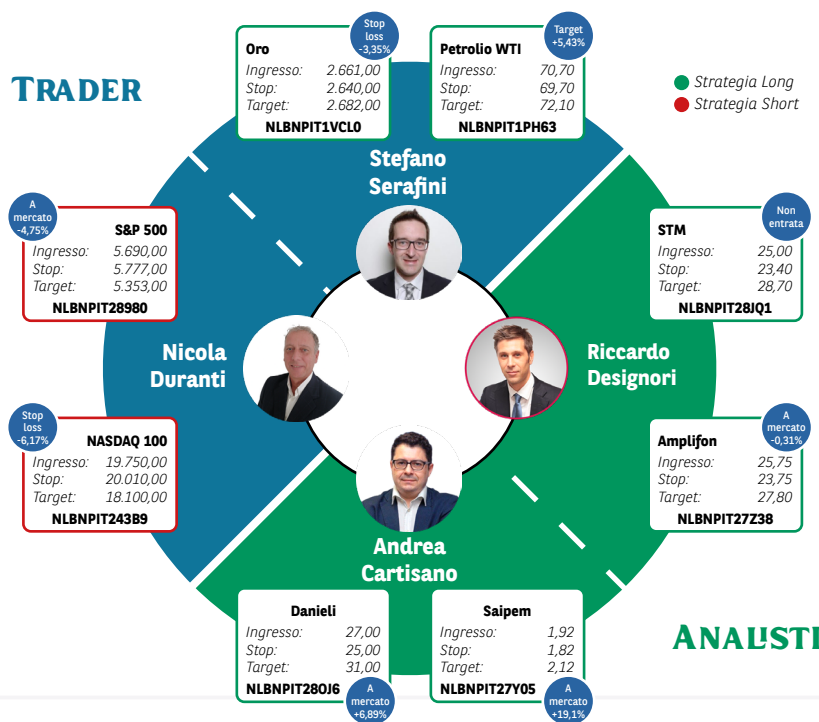 TRADER
Stop
loss
-3,35%
Oro
Ingresso: 2.661,00
Stop: 2.640,00
Target: 2.682,00
NLBNPIT1VCL0
Target
+5,43%
Petrolio WTI
Ingresso: 70,70
Stop: 69,70
Target: 72,10
NLBNPIT1PH63
Strategia Long
Strategia Short
Stefano
Serafini
A
mercato
-4,75%
S&P 500
Ingresso: 5.690,00
Stop: 5.777,00
Target: 5.353,00
NLBNPIT28980
Non
entrata
STM
Ingresso: 25,00
Stop: 23,40
Target: 28,70
NLBNPIT28JQ1
Nicola
Duranti
Riccardo
Designori
Stop
loss
-6,17%
NASDAQ 100
Ingresso: 19.750,00
Stop: 20.010,00
Target: 18.100,00
NLBNPIT243B9
A
mercato
-0,31%
Amplifon
Ingresso: 25,75
Stop: 23,75
Target: 27,80
NLBNPIT27Z38
Andrea
Cartisano
Danieli
Ingresso: 27,00
Stop: 25,00
Target: 31,00
NLBNPIT28OJ6
A
mercato
+6,89%
Saipem
Ingresso: 1,92
Stop: 1,82
Target: 2,12
NLBNPIT27Y05
A
mercato
+19,1%
ANALISTI